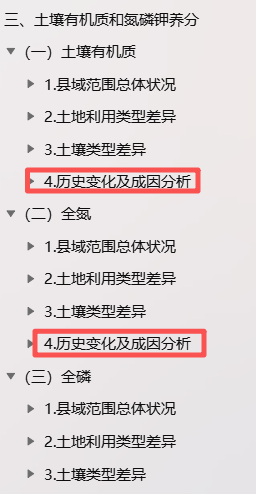 三、土壤有机质和氮磷钾养分
(一）土壤有机质
1.县域范围总体状况
2.土地利用类型差异
3.土壤类型差异
4.历史变化及成因分析
(二）全氮
1.县域范围总体状况
2.土地利用类型差异
3.土壤类型差异
4.历史变化及成因分析
(三）全磷
1.县域范围总体状况
2.土地利用类型差异
3.土壤类型差异